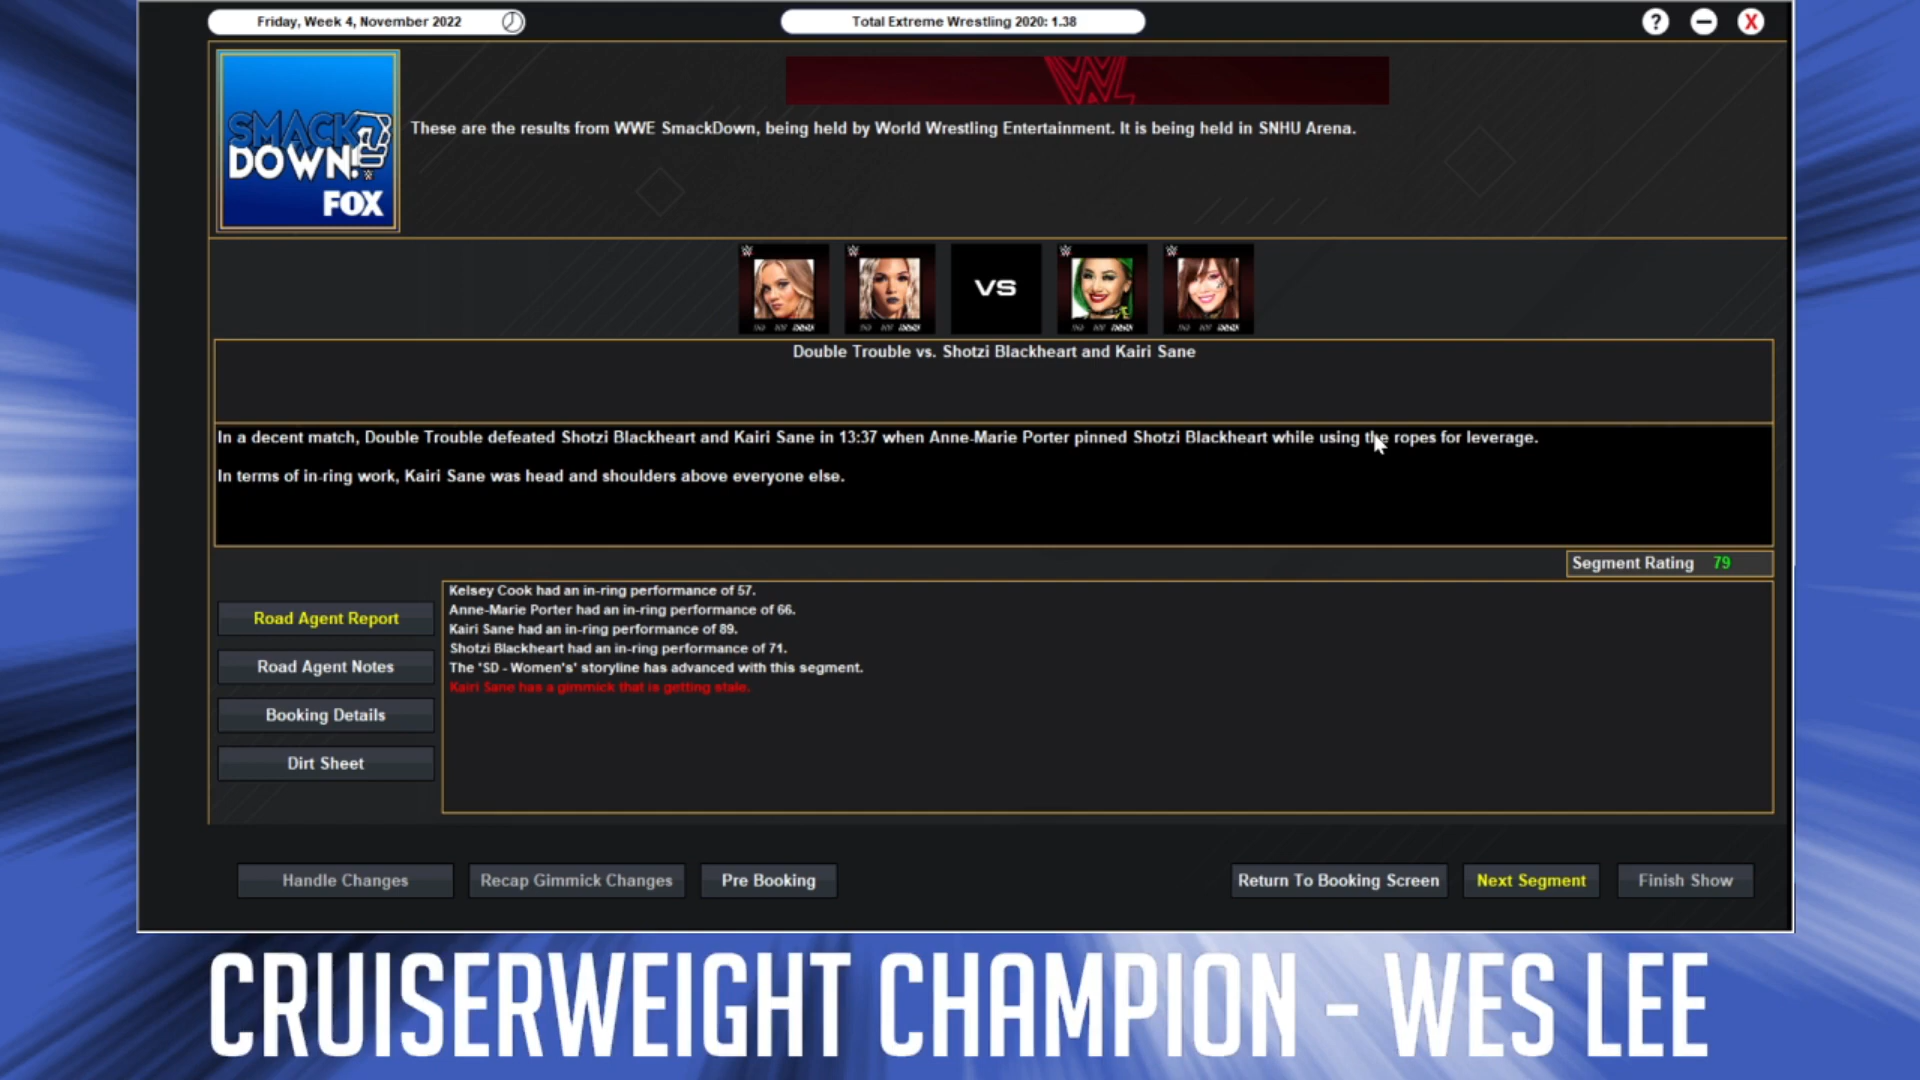 Friday, Week 4, November 2022
Total Extreme Wrestling 2020: 1.38
? X
SMACK
DOWN!
FOX
These are the results from WWE SmackDown, being held by World Wrestling Entertainment. It is being held in SNHU Arena.
VS
Double Trouble vs. Shotzi Blackheart and Kairi Sane
In a decent match, Double Trouble defeated Shotzi Blackheart and Kairi Sane in 13:37 when Anne-Marie Porter pinned Shotzi Blackheart while using the ropes for leverage.
In terms of in-ring work, Kairi Sane was head and shoulders above everyone else.
Segment Rating 79
Kelsey Cook had an in-ring performance of 57.
Anne-Marie Porter had an in-ring performance of 66.
Kairi Sane had an in-ring performance of 89.
Shotzi Blackheart had an in-ring performance of 71.
The 'SD - Women's' storyline has advanced with this segment.
Kairi Sane has a gimmick that is getting stale.
Road Agent Report
Road Agent Notes
Booking Details
Dirt Sheet
Handle Changes
Recap Gimmick Changes
Pre Booking
Return To Booking Screen
Next Segment
Finish Show
CRUISERWEIGHT CHAMPION - WES LEE